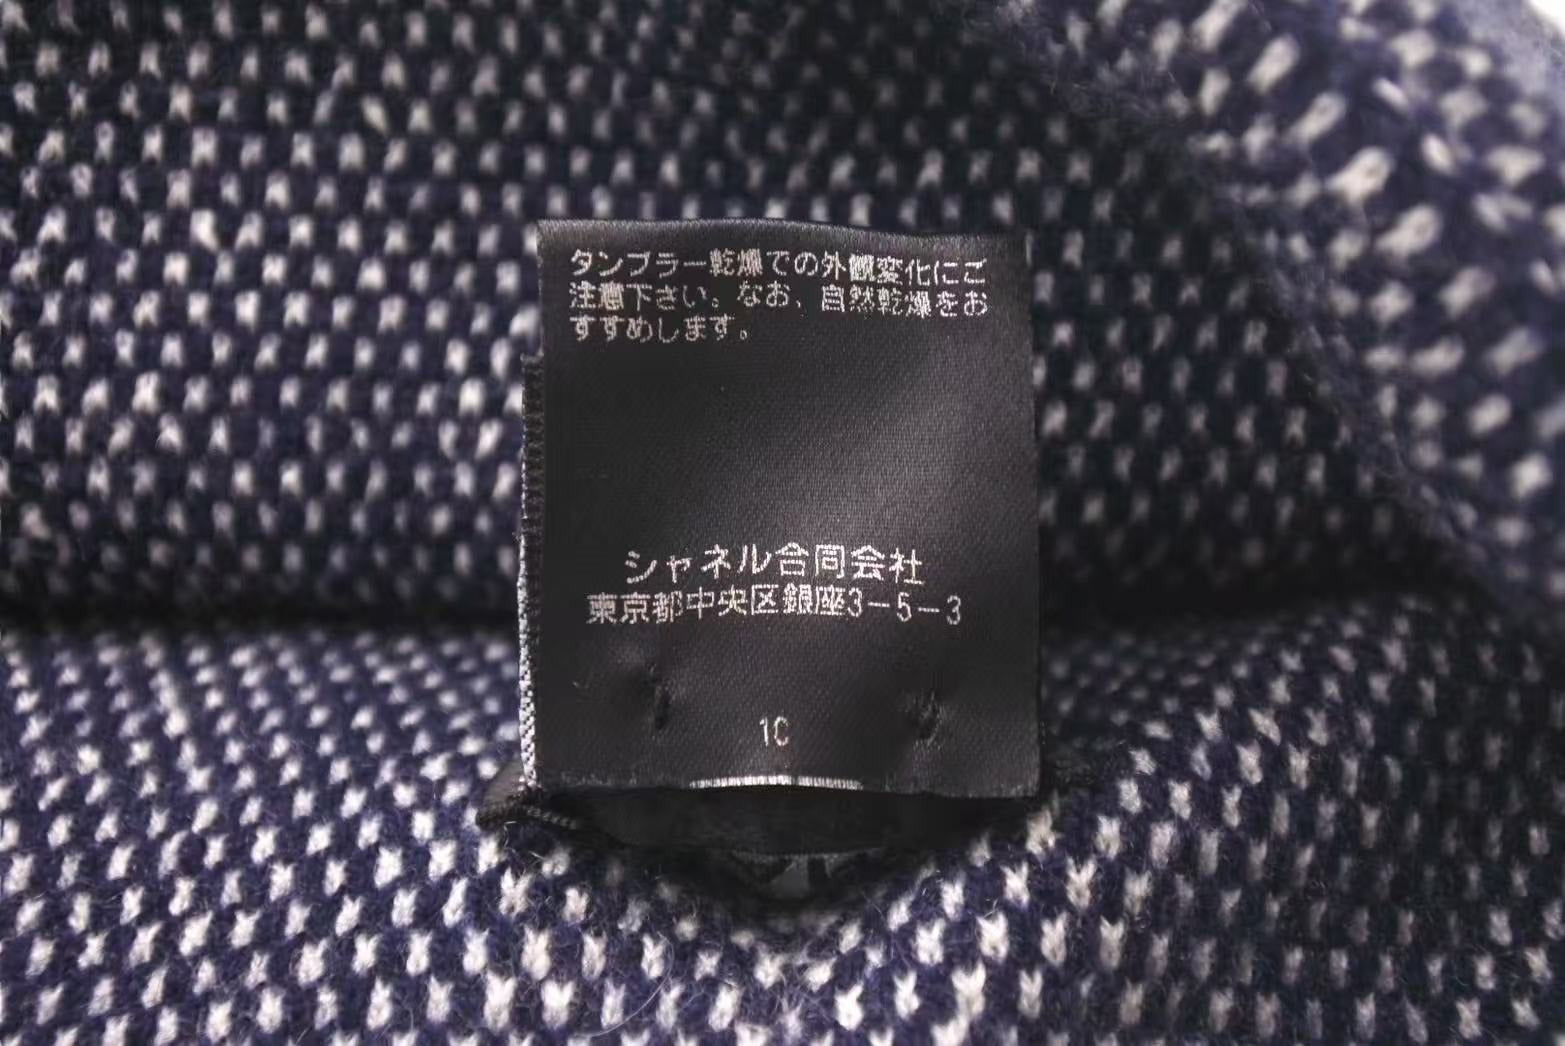 タンブラー乾燥での外観変化にご
注意下さい。なお、自然乾燥をお
すすめします。
シャネル合同会社
東京都中央区銀座3-5-3
1C